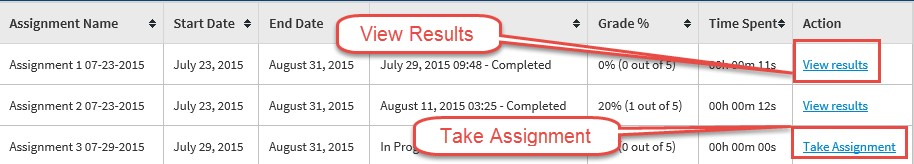 Assignment Name Start Date End Date Grade % Time Spent Action
View Results
Assignment 1 07-23-2015 July 23, 2015 August 31, 2015 July 29, 2015 09:48 - Completed 0% (0 out of 5) 00h 00m 11s View results
Assignment 2 07-23-2015 July 23, 2015 August 31, 2015 August 11, 2015 03:25 - Completed 20% (1 out of 5) 00h 00m 12s View results
Take Assignment
Assignment 3 07-29-2015 July 29, 2015 August 31, 2015 In Prog out of 5) 00h 00m 00s Take Assignment